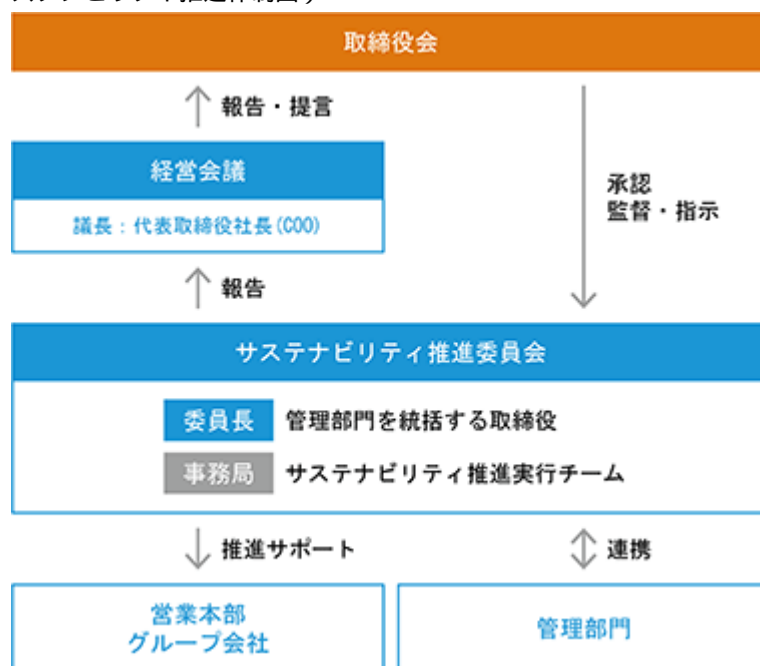 取締役会
報告・提言
経営会議
議長：代表取締役社長(COO)
承認
監督・指示
報告
サステナビリティ推進委員会
委員長 管理部門を統括する取締役
事務局 サステナビリティ推進実行チーム
推進サポート
連携
営業本部
グループ会社
管理部門